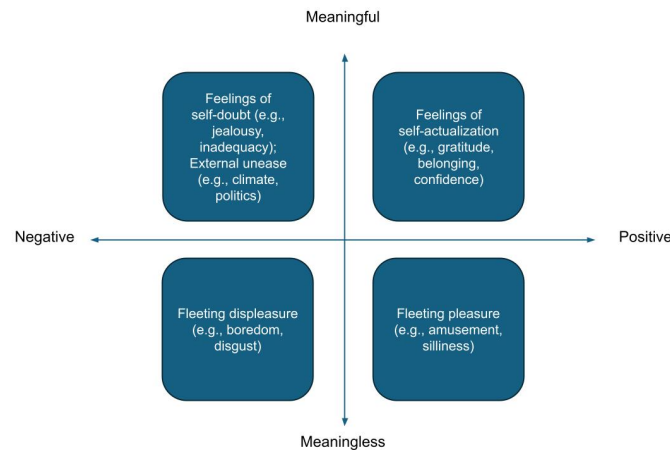 Meaningful
Feelings of
self-doubt (e.g.,
jealousy,
inadequacy);
External unease
(e.g., climate,
politics)
Feelings of
self-actualization
(e.g., gratitude,
belonging,
confidence)
Negative
Positive
Fleeting displeasure
(e.g., boredom,
disgust)
Fleeting pleasure
(e.g., amusement,
silliness)
Meaningless